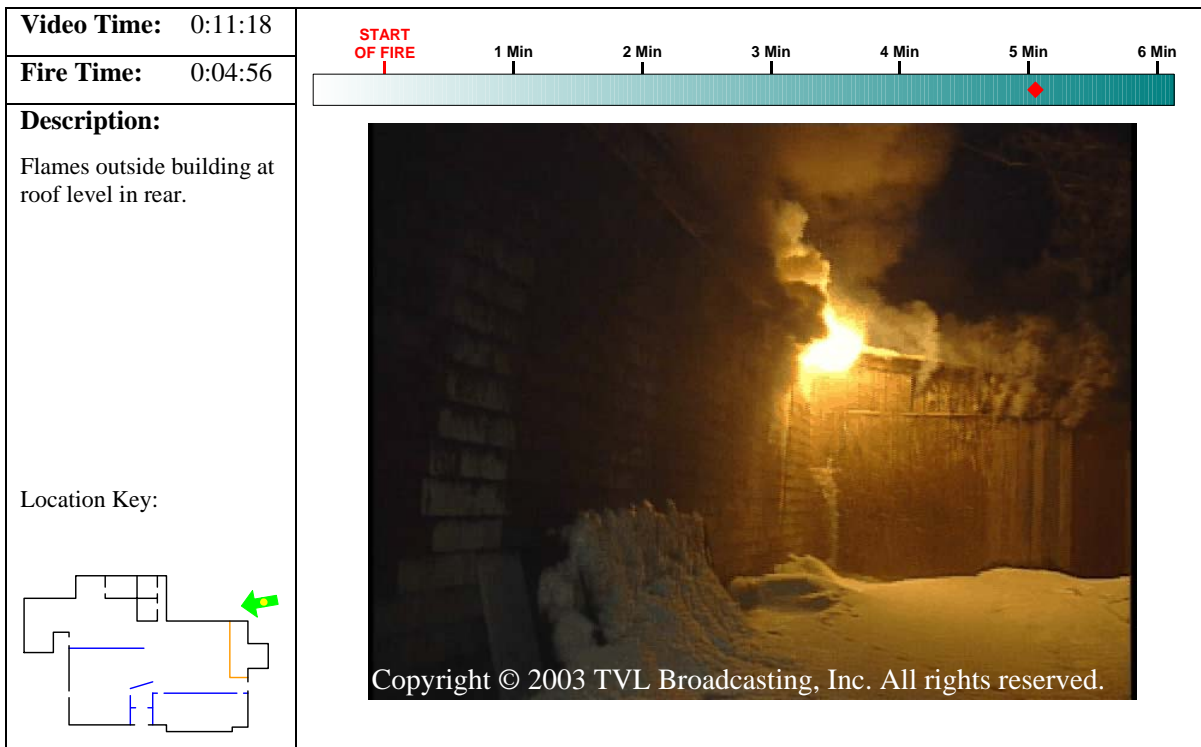 Video Time: 0:11:18
Fire Time: 0:04:56
Description:
Flames outside building at
roof level in rear.
Location Key:
START
OF FIRE
1 Min 2 Min 3 Min 4 Min 5 Min 6 Min
Copyright © 2003 TVL Broadcasting, Inc. All rights reserved.